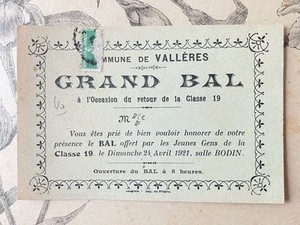 COMMUNE DE VALLÈRES
GRAND BAL
à l'Occasion du retour de la Classe 19
M
Vous êtes prié de bien vouloir honorer de votre
présence le BAL offert par les Jeunes Gens de la
Classe 19, le Dimanche 24 Avril 1921, salle BODIN.
Ouverture du BAL à 8 heures.